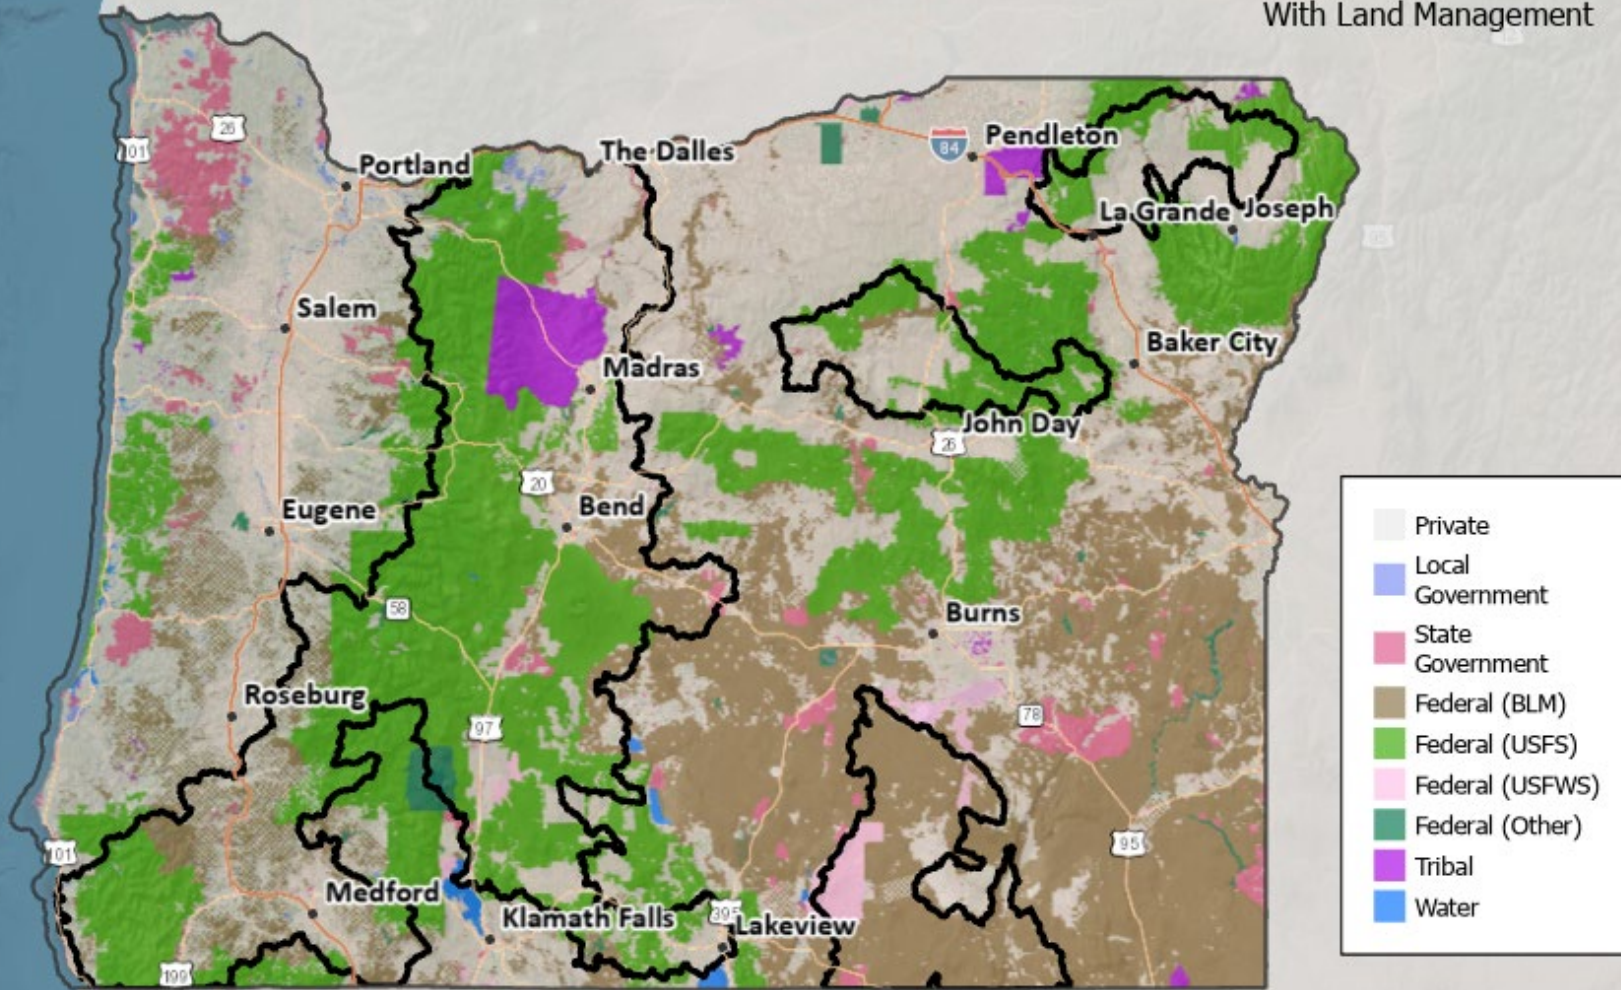 With Land Management
26
101
Portland
The Dalles
84
Pendleton
La Grande
Joseph
Salem
Madras
Baker City
John Day
26
20
Bend
Eugene
58
Burns
Roseburg
97
78
101
95
Medford
Klamath Falls
395
Lakeview
199
Private
Local
Government
State
Government
Federal (BLM)
Federal (USFS)
Federal (USFWS)
Federal (Other)
Tribal
Water